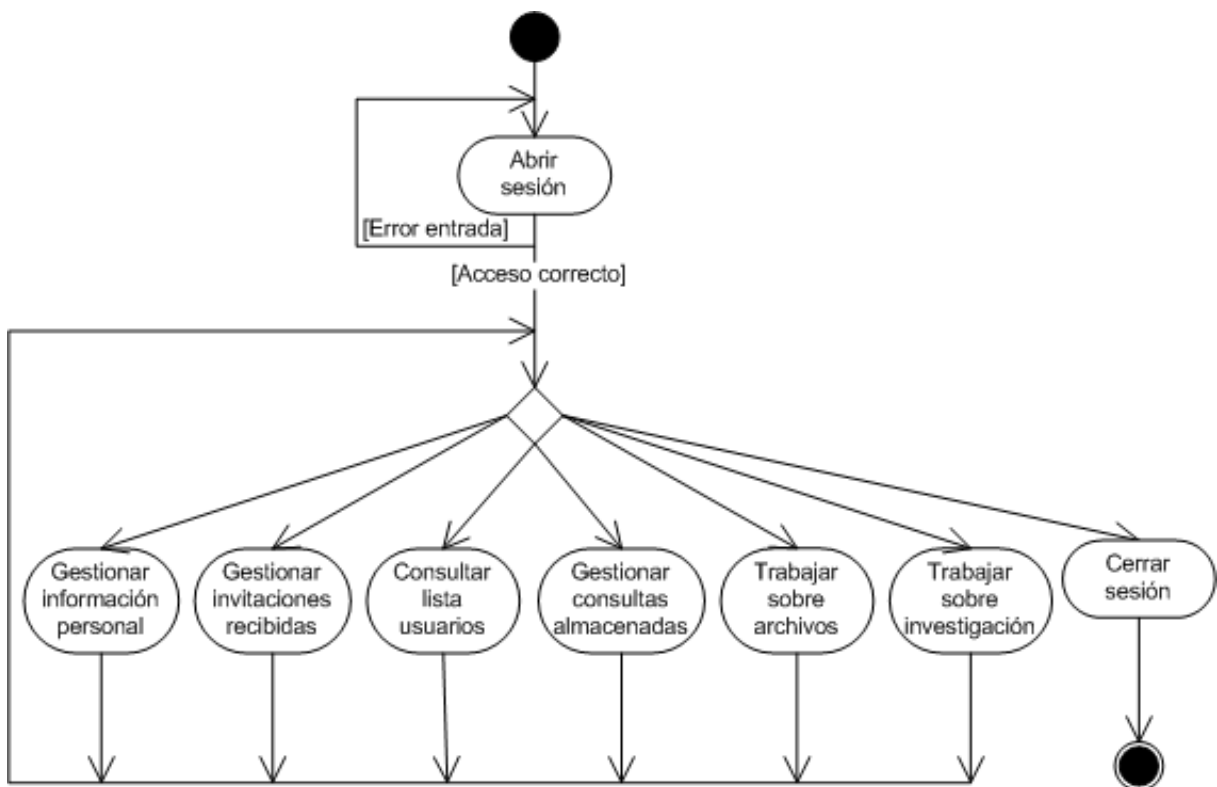 Abrir
sesión
[Error entrada]
[Acceso correcto]
Gestionar
información
personal
Gestionar
invitaciones
recibidas
Consultar
lista
usuarios
Gestionar
consultas
almacenadas
Trabajar
sobre
archivos
Trabajar
sobre
investigación
Cerrar
sesión